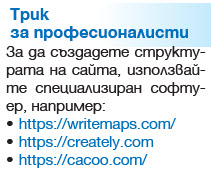 Трик
за професионалисти
За да създадете структу-
рата на сайта, използвай-
те специализиран софту-
ер, например:
• https://writemaps.com/
• https://creately.com
• https://cacoo.com/